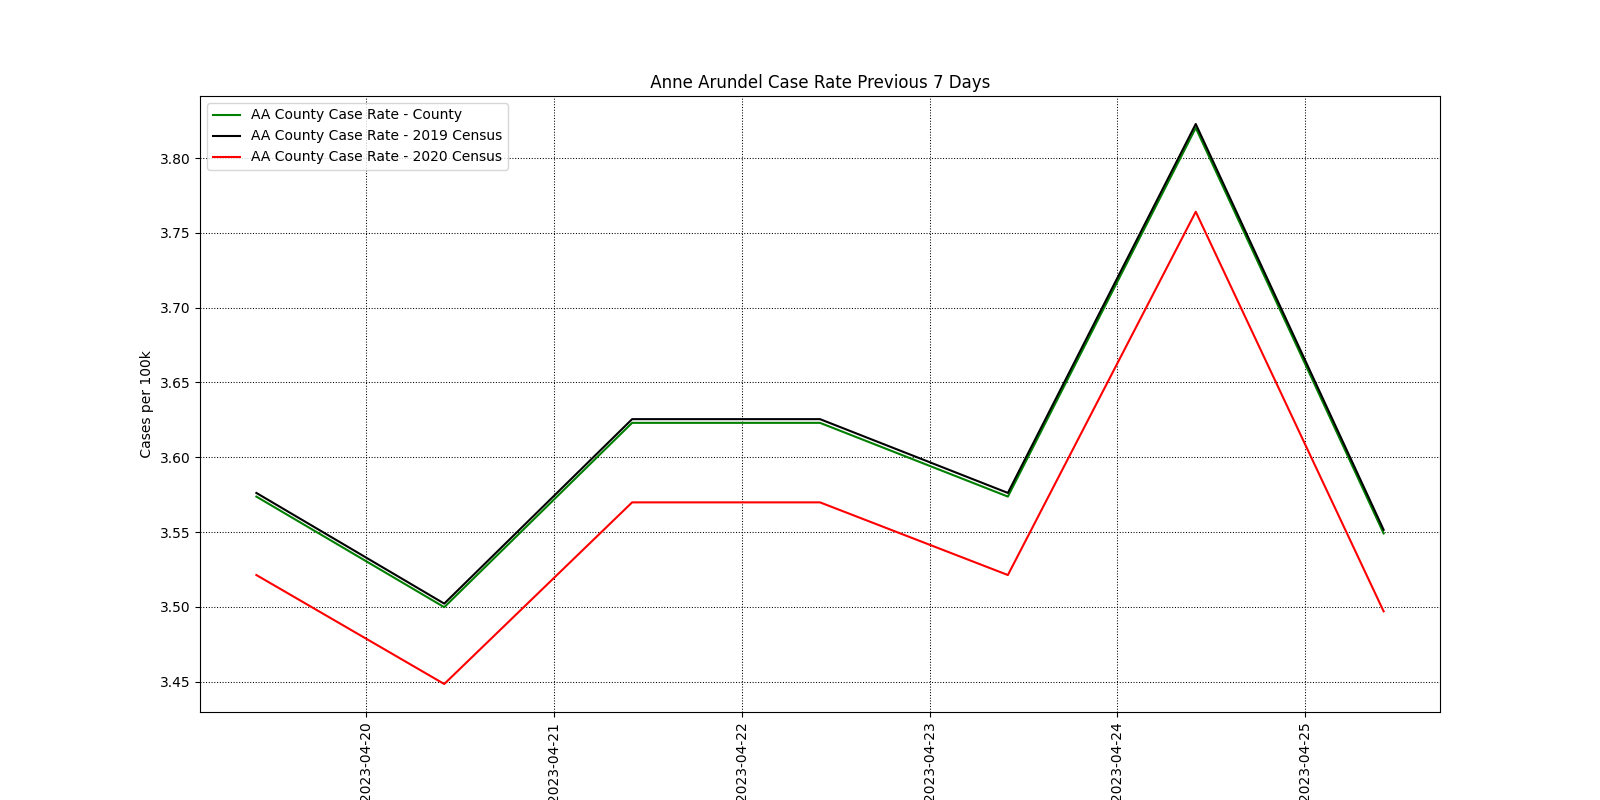 Anne Arundel Case Rate Previous 7 Days
AA County Case Rate - County
AA County Case Rate - 2019 Census
AA County Case Rate - 2020 Census
Cases per 100k
3.80
3.75
3.70
3.65
3.60
3.55
3.50
3.45
2023-04-20
2023-04-21
2023-04-22
2023-04-23
2023-04-24
2023-04-25